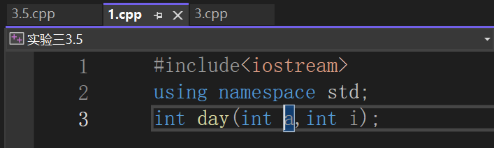 3.5.cpp 1.cpp 3.cpp
实验三3.5
1 #include<iostream>
2 using namespace std;
3 int day(int a,int i);